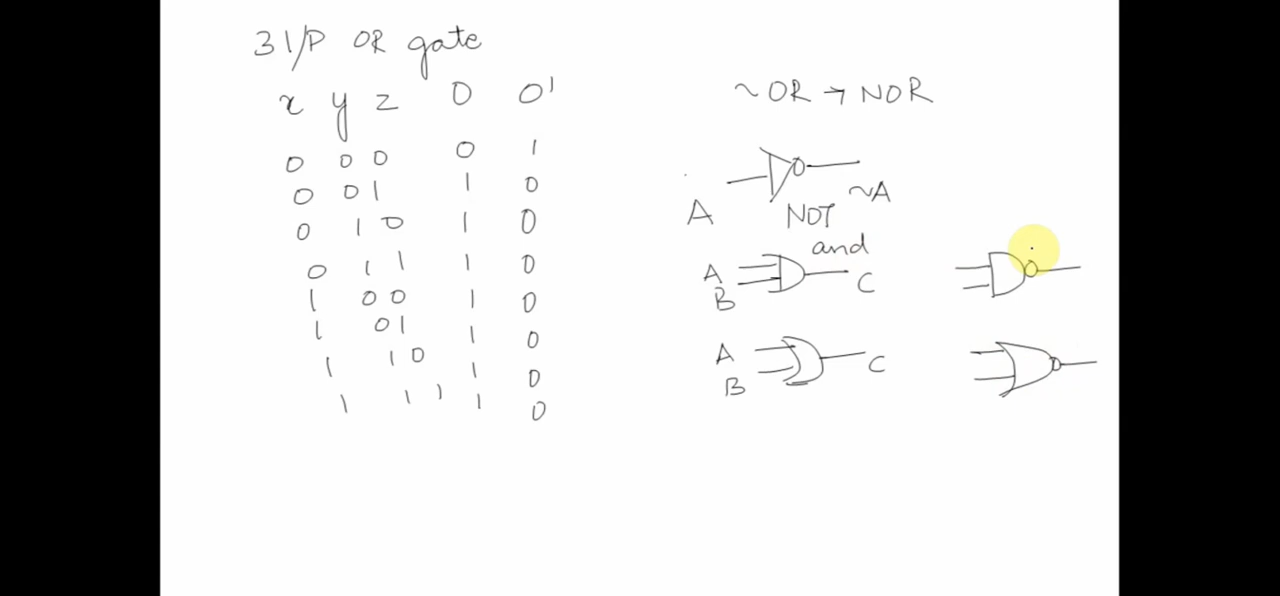 3 I/P OR gate
x y z O O'
0 0 0 0 1
0 0 1 1 0
0 1 0 1 0
0 1 1 1 0
1 0 0 1 0
1 0 1 1 0
1 1 0 1 0
1 1 1 1 0
~OR → NOR
A ~A
NOT
and
A
B C
A
B C